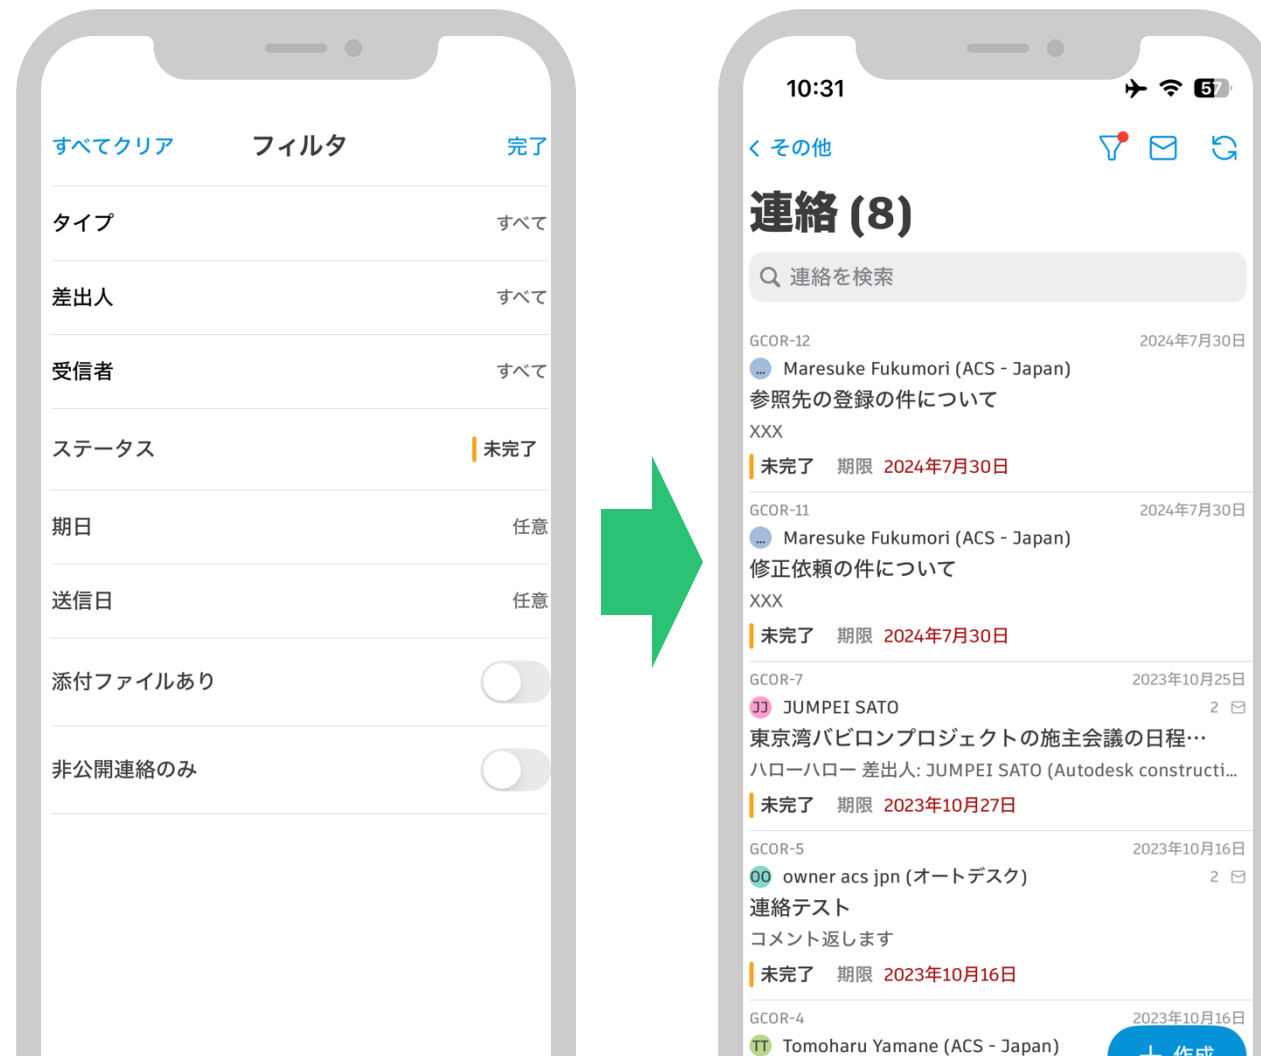 すべてクリア フィルタ 完了
タイプ すべて
差出人 すべて
受信者 すべて
ステータス 未完了
期日 任意
送信日 任意
添付ファイルあり
非公開連絡のみ
10:31 57
その他
連絡 (8)
連絡を検索
GCOR-12 2024年7月30日
... Maresuke Fukumori (ACS - Japan)
参照先の登録の件について
XXX
未完了 期限 2024年7月30日
GCOR-11 2024年7月30日
... Maresuke Fukumori (ACS - Japan)
修正依頼の件について
XXX
未完了 期限 2024年7月30日
GCOR-7 2023年10月25日
JJ JUMPEI SATO 2
東京湾バビロンプロジェクトの施主会議の日程…
ハローハロー 差出人: JUMPEI SATO (Autodesk constructi...
未完了 期限 2023年10月27日
GCOR-5 2023年10月16日
OO owner acs jpn (オートデスク) 2
連絡テスト
コメント返します
未完了 期限 2023年10月16日
GCOR-4 2023年10月16日
TT Tomoharu Yamane (ACS - Japan)
+ 作成